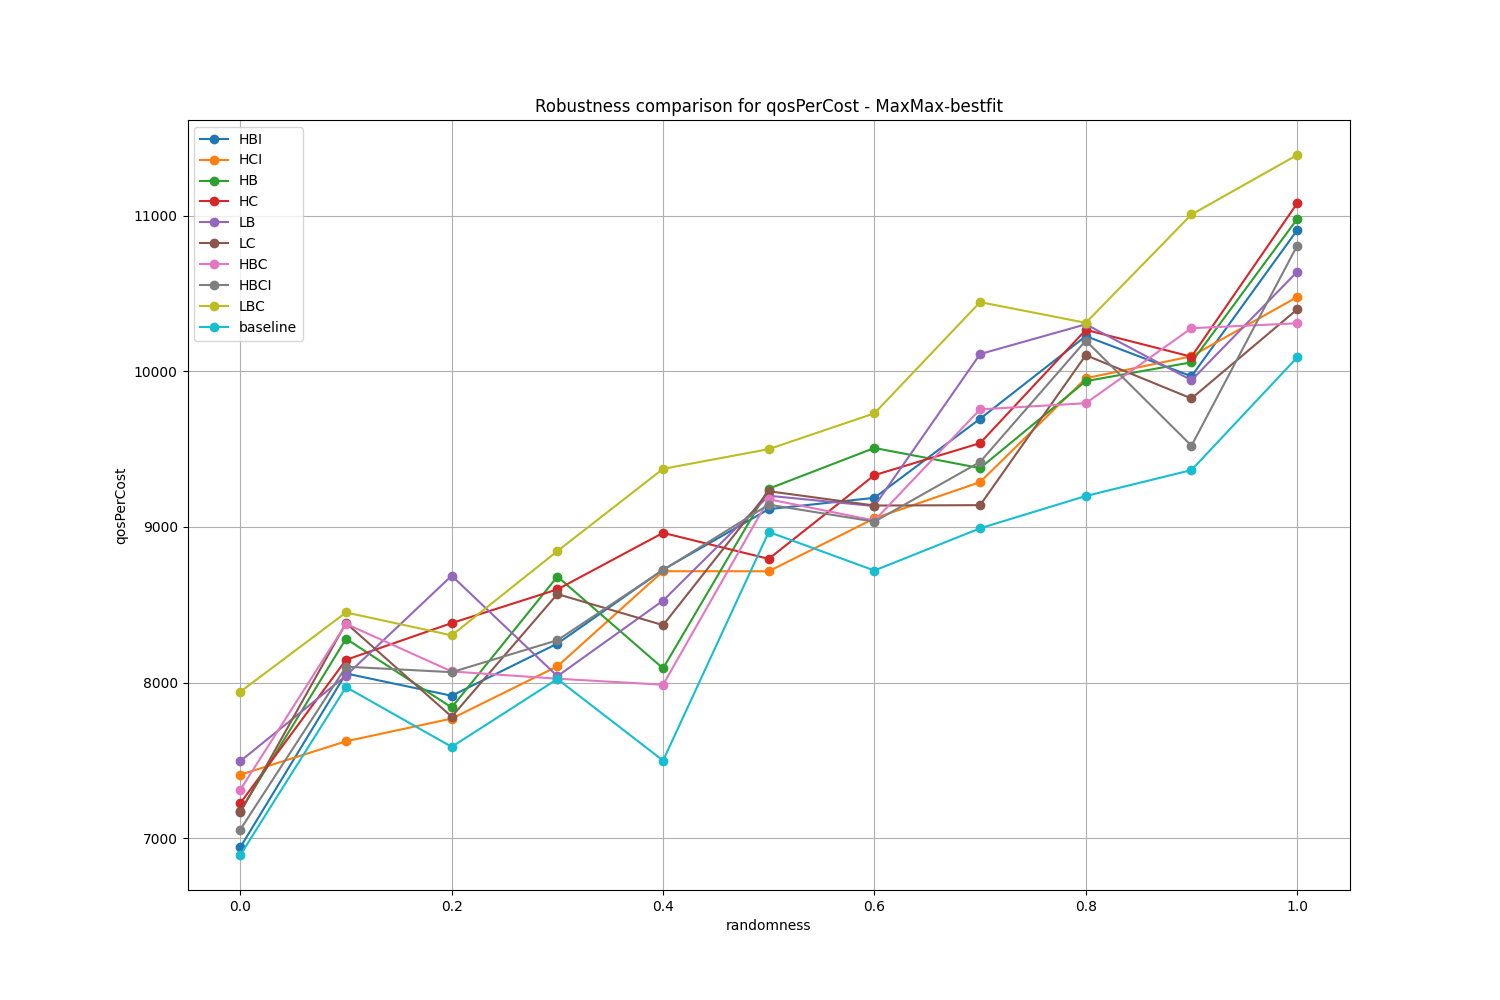 Robustness comparison for qosPerCost - MaxMax-bestfit
HBI
HCI
HB
HC
LB
LC
HBC
HBCI
LBC
baseline
11000
10000
9000
8000
7000
qosPerCost
0.0 0.2 0.4 0.6 0.8 1.0
randomness